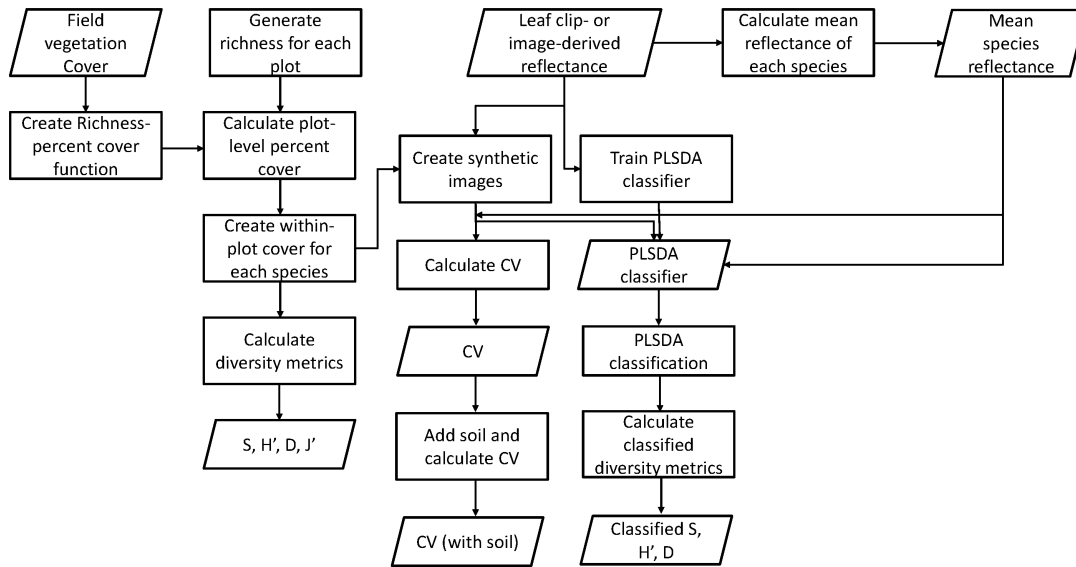 Field
vegetation
Cover
Generate
richness for each
plot
Leaf clip- or
image-derived
reflectance
Calculate mean
reflectance of
each species
Mean
species
reflectance
Create Richness-
percent cover
function
Calculate plot-
level percent
cover
Create synthetic
images
Train PLSDA
classifier
Create within-
plot cover for
each species
Calculate CV
PLSDA
classifier
Calculate
diversity metrics
CV
PLSDA
classification
S, H’, D, J’
Add soil and
calculate CV
Calculate
classified
diversity metrics
CV (with soil)
Classified S,
H’, D